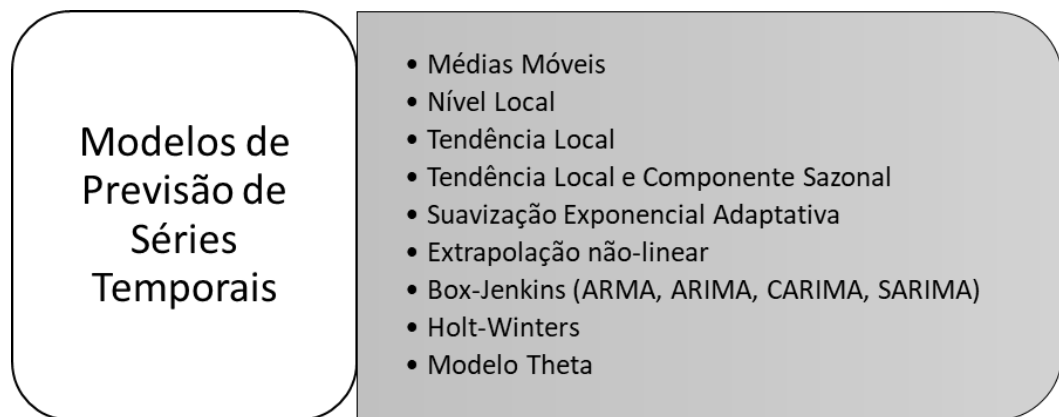 Modelos de
Previsão de
Séries
Temporais
• Médias Móveis
• Nível Local
• Tendência Local
• Tendência Local e Componente Sazonal
• Suavização Exponencial Adaptativa
• Extrapolação não-linear
• Box-Jenkins (ARMA, ARIMA, CARIMA, SARIMA)
• Holt-Winters
• Modelo Theta